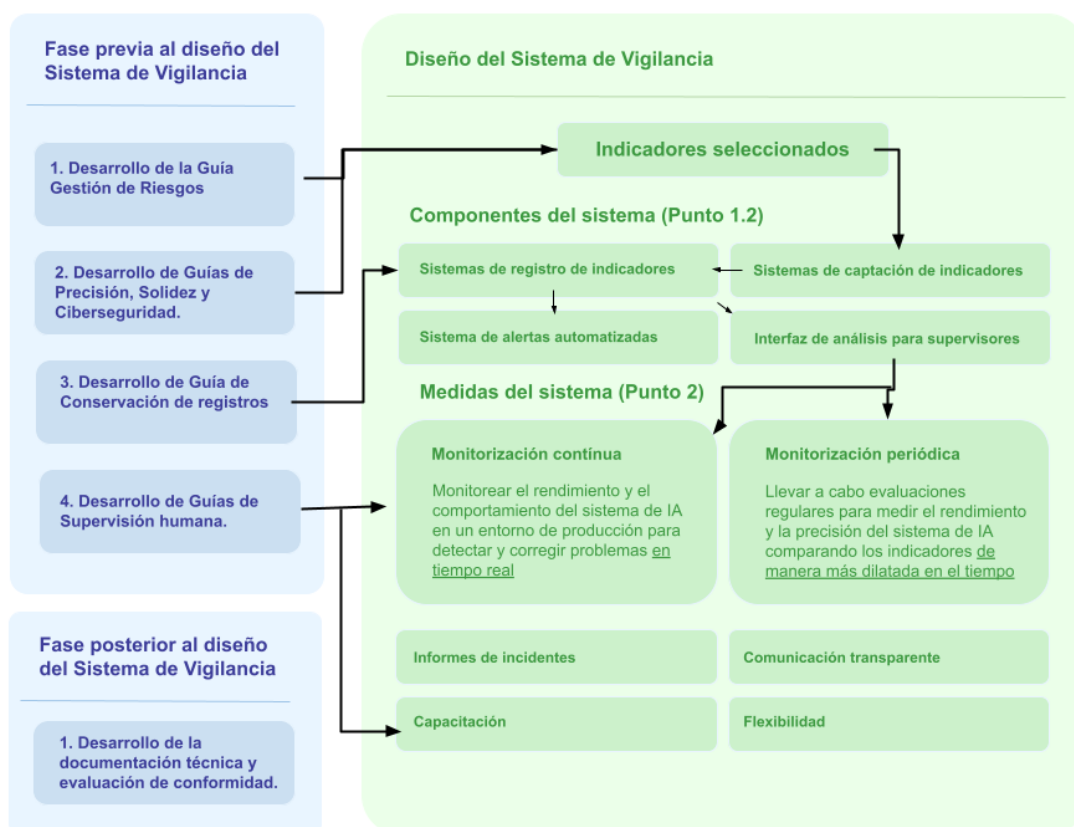 Fase previa al diseño del
Sistema de Vigilancia
1. Desarrollo de la Guía
Gestión de Riesgos
2. Desarrollo de Guías de
Precisión, Solidez y
Ciberseguridad.
3. Desarrollo de Guía de
Conservación de registros
4. Desarrollo de Guías de
Supervisión humana.
Fase posterior al diseño
del Sistema de Vigilancia
1. Desarrollo de la
documentación técnica y
evaluación de conformidad.
Diseño del Sistema de Vigilancia
Indicadores seleccionados
Componentes del sistema (Punto 1.2)
Sistemas de registro de indicadores
Sistemas de captación de indicadores
Sistema de alertas automatizadas
Interfaz de análisis para supervisores
Medidas del sistema (Punto 2)
Monitorización contínua
Monitorear el rendimiento y el
comportamiento del sistema de IA
en un entorno de producción para
detectar y corregir problemas en
tiempo real
Monitorización periódica
Llevar a cabo evaluaciones
regulares para medir el rendimiento
y la precisión del sistema de IA
comparando los indicadores de
manera más dilatada en el tiempo
Informes de incidentes
Comunicación transparente
Capacitación
Flexibilidad